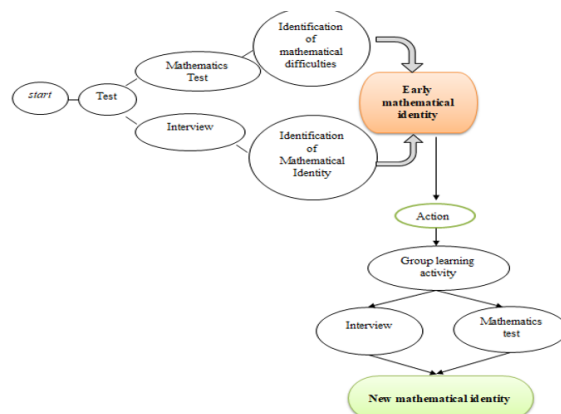 Identification
of
mathematical
difficulties
Mathematics
Test
start
Test
Early
mathematical
identity
Interview
Identification
of
Mathematical
Identity
Action
Group learning
activity
Interview
Mathematics
test
New mathematical identity